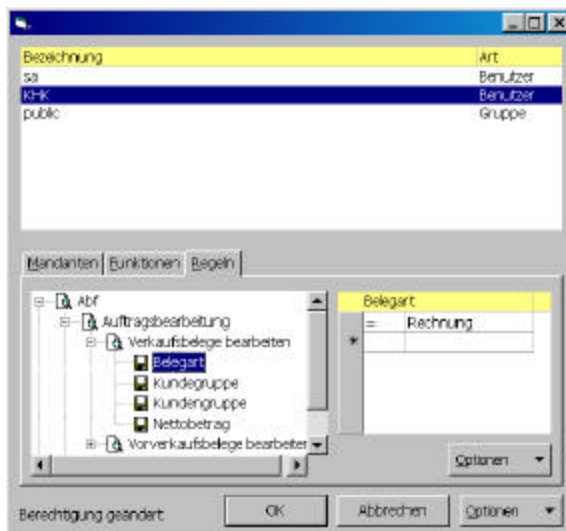 Bezeichnung Art
sa Benutzer
KHK Benutzer
public Gruppe
Mandanten Funktionen Regeln
Abf
Auftragsbearbeitung
Verkaufsbelege bearbeiten
Belegart
Kundegruppe
Kundengruppe
Nettobetrag
Vorverkaufsbelege bearbeiter
Belegart
= Rechnung
*
Optionen
Berechtigung geändert OK Abbrechen Optionen